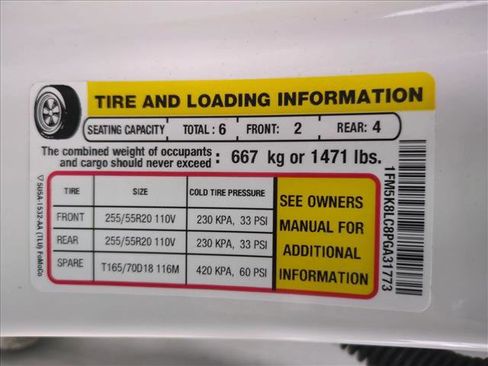 TIRE AND LOADING INFORMATION
SEATING CAPACITY TOTAL: 6 FRONT: 2 REAR: 4
The combined weight of occupants
and cargo should never exceed : 667 kg or 1471 lbs.
TIRE SIZE COLD TIRE PRESSURE
FRONT 255/55R20 110V 230 KPA, 33 PSI
REAR 255/55R20 110V 230 KPA, 33 PSI
SPARE T165/70D18 116M 420 KPA, 60 PSI
SEE OWNERS
MANUAL FOR
ADDITIONAL
INFORMATION
1FM5K8LC8PGA31773